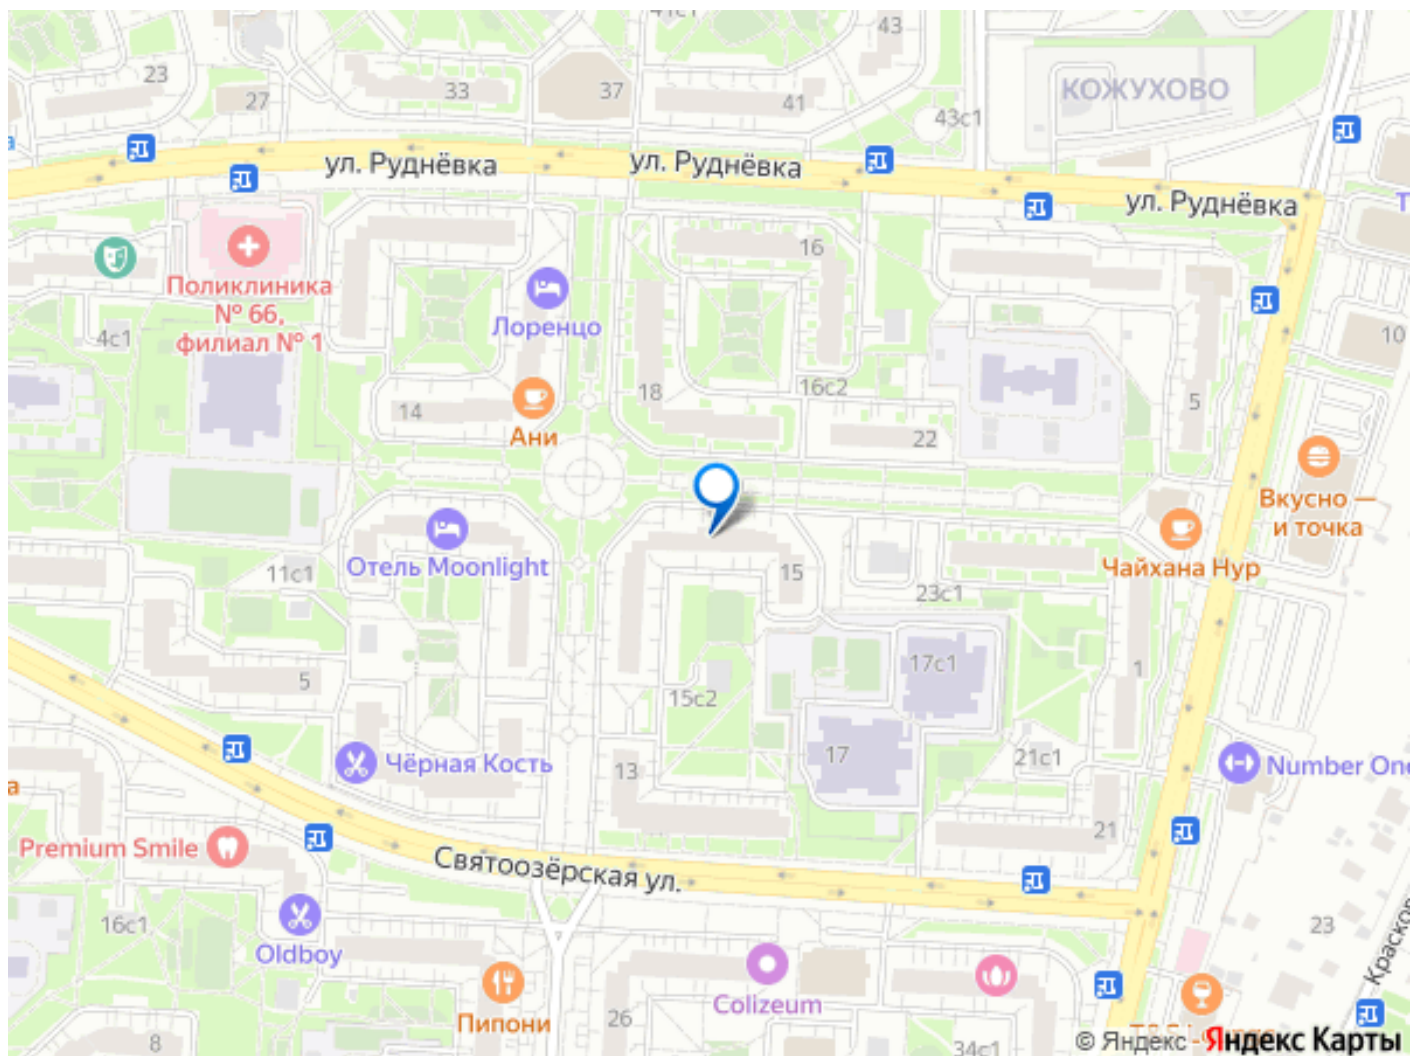 43
23
33
37
КОЖУХОВО
27
41
43с1
ул. Руднёвка
ул. Руднёвка
ул. Руднёвка
16
Поликлиника
№ 66,
филиал № 1
Лоренцо
4с1
10
18
16с2
14
5
Ани
22
Вкусно —
и точка
11с1
Отель Moonlight
15
Чайхана Нур
23с1
5
17с1
1
15с2
Чёрная Кость
13
17
21с1
Number One
21
Premium Smile
Святоозёрская ул.
16с1
Oldboy
23
Colizeum
Пипони
26
8
34с1
© Яндекс Яндекс Карты